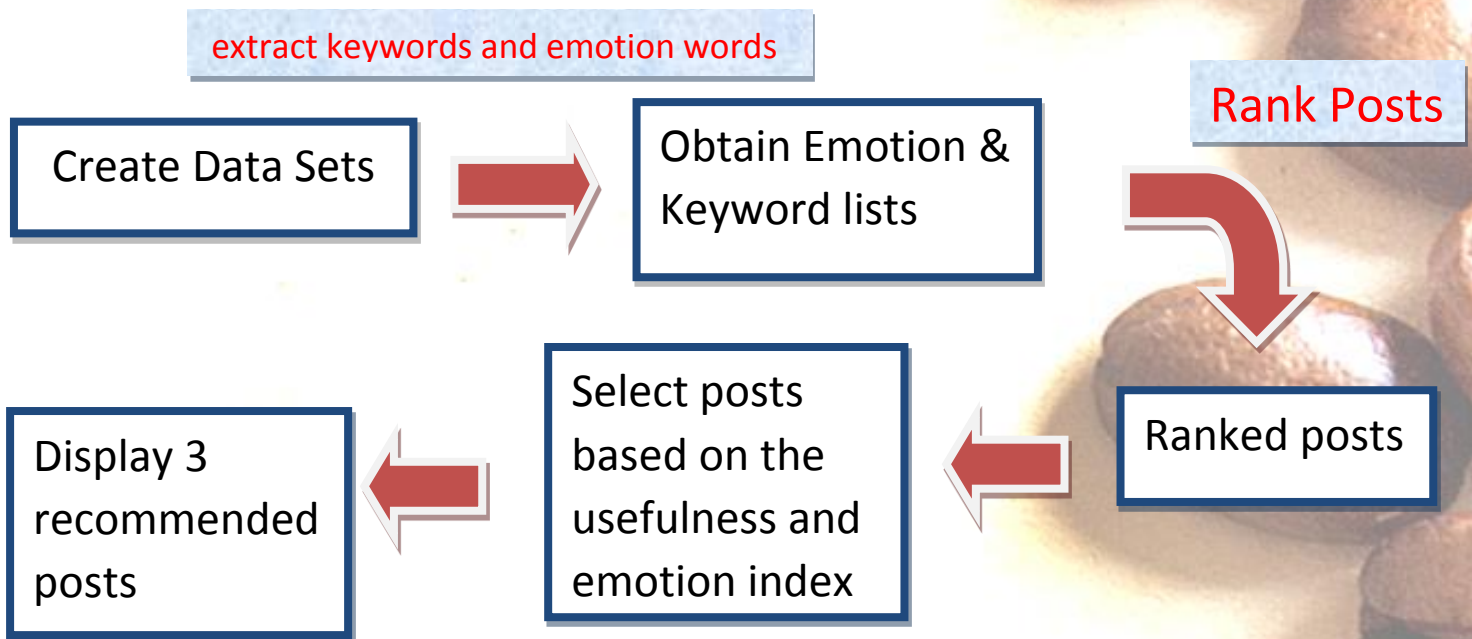 extract keywords and emotion words
Rank Posts
Create Data Sets
Obtain Emotion &
Keyword lists
Ranked posts
Select posts
based on the
usefulness and
emotion index
Display 3
recommended
posts